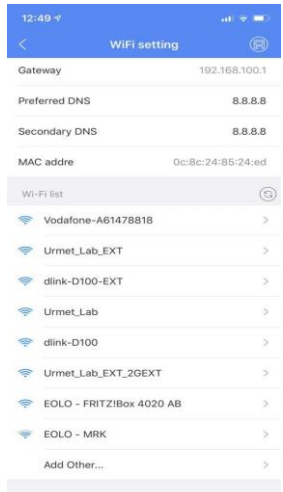 12:49
WiFi setting
Gateway 192.168.100.1
Preferred DNS 8.8.8.8
Secondary DNS 8.8.8.8
MAC addre 0c:8c:24:85:24:ed
Wi-Fi list
Vodafone-A61478818
Urmet_Lab_EXT
dlink-D100-EXT
Urmet_Lab
dlink-D100
Urmet_Lab_EXT_2GEXT
EOLO - FRITZ!Box 4020 AB
EOLO - MRK
Add Other...